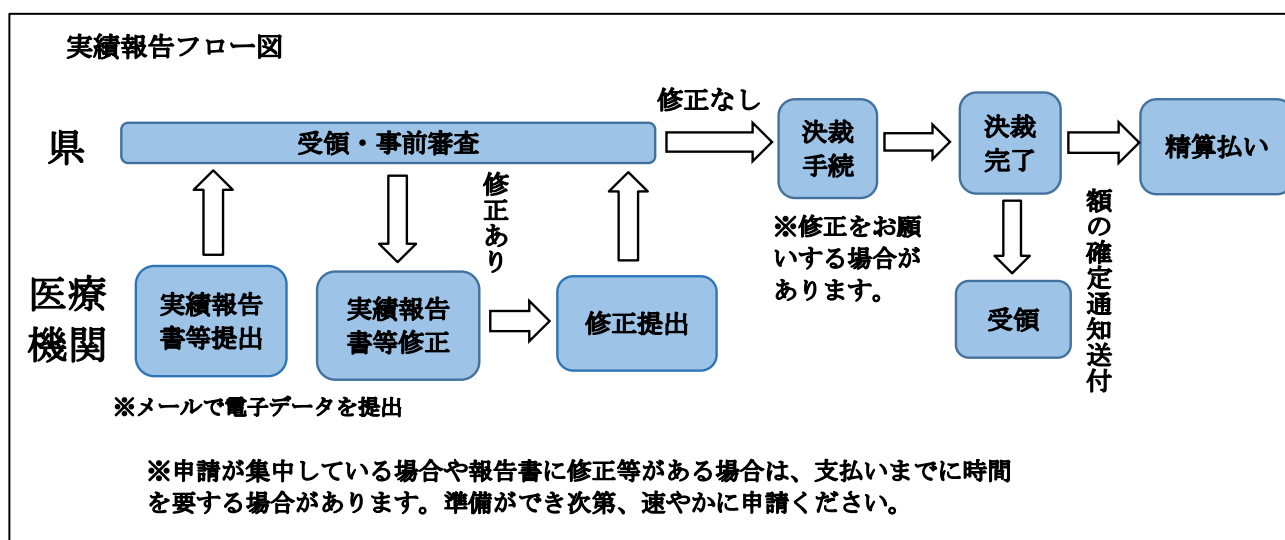 実績報告フロー図
県
受領・事前審査
修正なし
決裁
手続
決裁
完了
精算払い
修正あり
※修正をお願
いする場合が
あります。
額の確定通知送付
医療
機関
実績報告
書等提出
実績報告
書等修正
修正提出
受領
※メールで電子データを提出
※申請が集中している場合や報告書に修正等がある場合は、支払いまでに時間
を要する場合があります。準備ができ次第、速やかに申請ください。